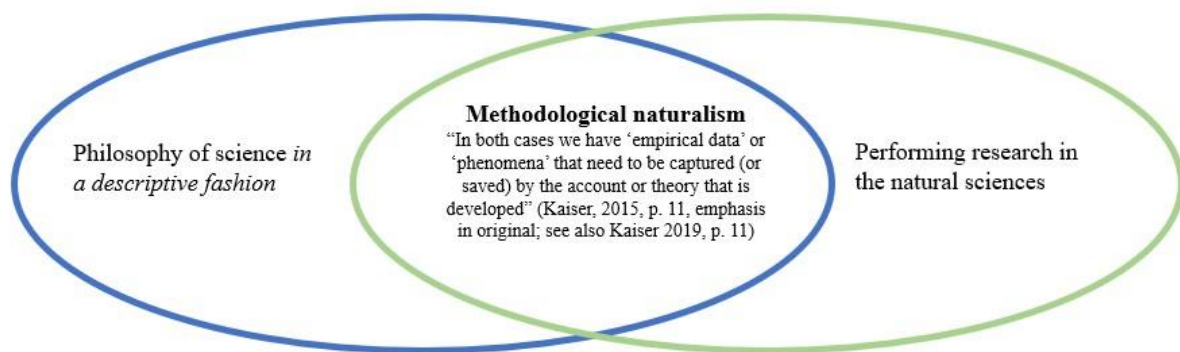 Philosophy of science in
a descriptive fashion
Methodological naturalism
“In both cases we have ‘empirical data’ or
‘phenomena’ that need to be captured (or
saved) by the account or theory that is
developed” (Kaiser, 2015, p. 11, emphasis
in original; see also Kaiser 2019, p. 11)
Performing research in
the natural sciences